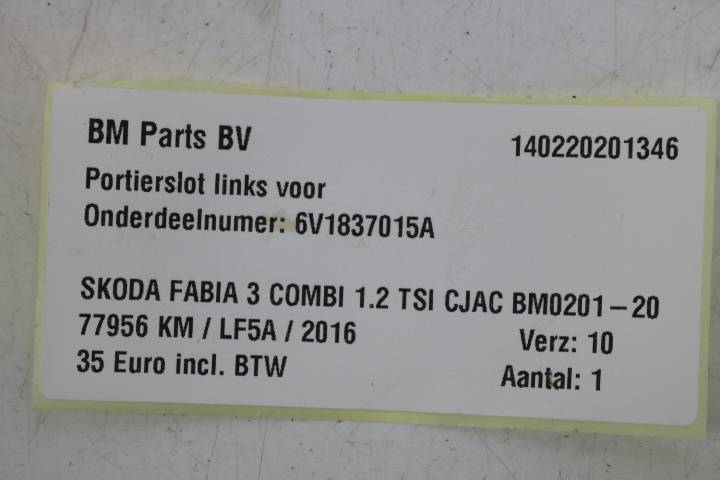 BM Parts BV 140220201346
Portierslot links voor
Onderdeelnumer: 6V1837015A
SKODA FABIA 3 COMBI 1.2 TSI CJAC BM0201-20
77956 KM / LF5A / 2016 Verz: 10
35 Euro incl. BTW Aantal: 1